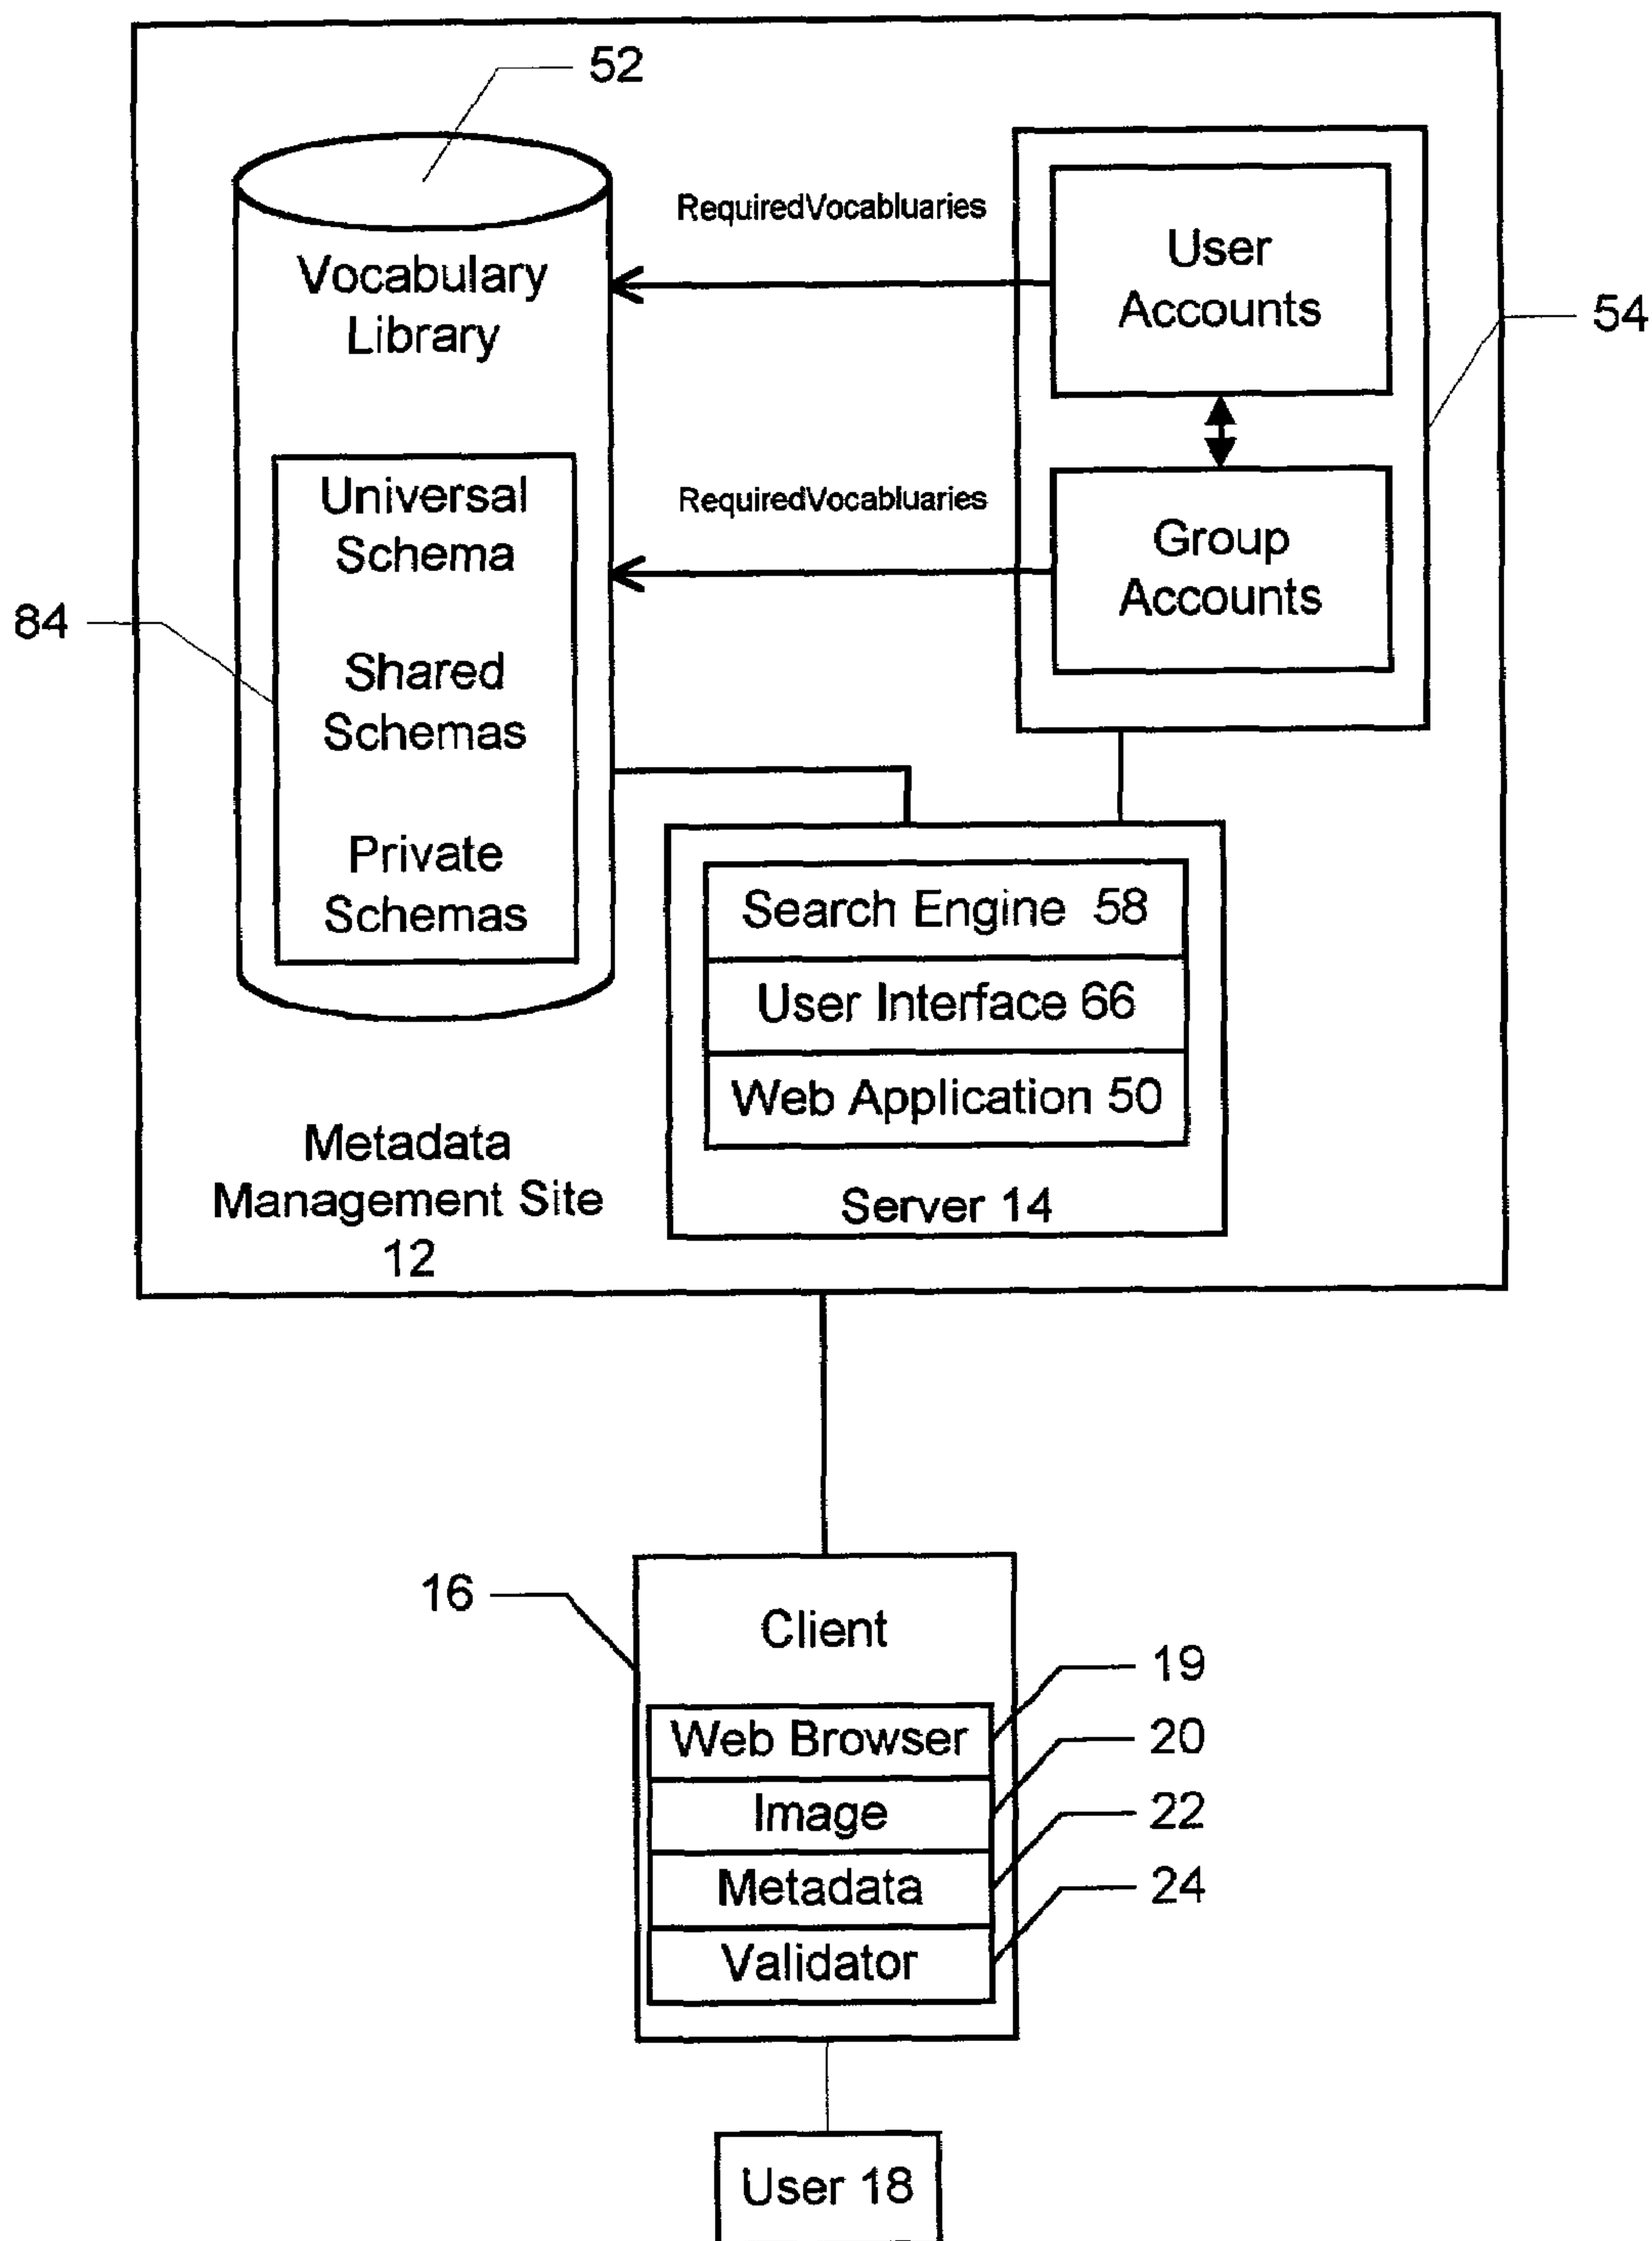 52
RequiredVocabluaries
User
Accounts
Vocabulary
Library
54
RequiredVocabluaries
Group
Accounts
Universal
Schema
84
Shared
Schemas
Private
Schemas
Search Engine 58
User Interface 66
Web Application 50
Server 14
Metadata
Management Site
12
16
Client
19
Web Browser
20
Image
22
Metadata
24
Validator
User 18